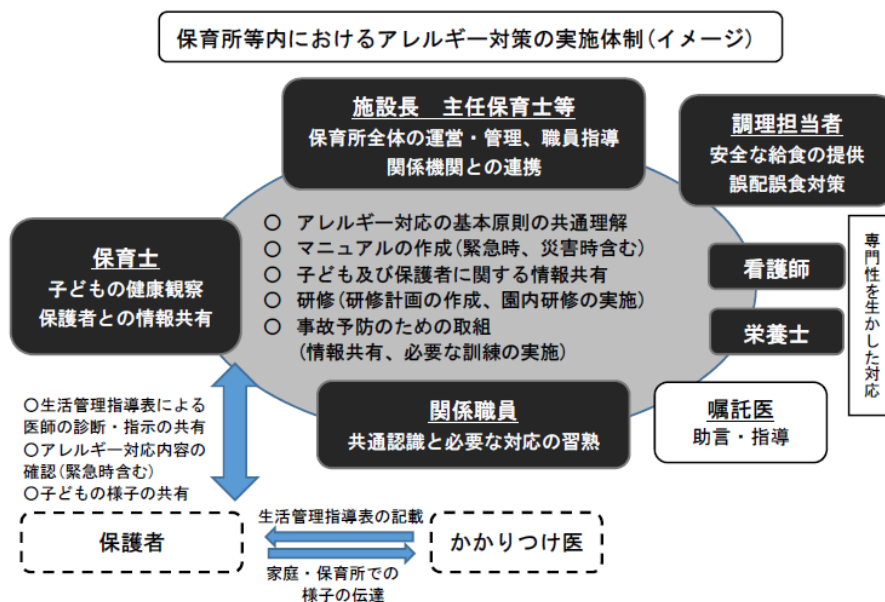 保育所等内におけるアレルギー対策の実施体制(イメージ)
施設長　主任保育士等
保育所全体の運営・管理、職員指導
関係機関との連携
調理担当者
安全な給食の提供
誤配誤食対策
保育士
子どもの健康観察
保護者との情報共有
○ アレルギー対応の基本原則の共通理解
○ マニュアルの作成(緊急時、災害時含む)
○ 子ども及び保護者に関する情報共有
○ 研修(研修計画の作成、園内研修の実施)
○ 事故予防のための取組
(情報共有、必要な訓練の実施)
看護師
栄養士
専門性を生かした対応
関係職員
共通認識と必要な対応の習熟
嘱託医
助言・指導
○生活管理指導表による
医師の診断・指示の共有
○アレルギー対応内容の
確認(緊急時含む)
○子どもの様子の共有
保護者
生活管理指導表の記載
家庭・保育所での
様子の伝達
かかりつけ医